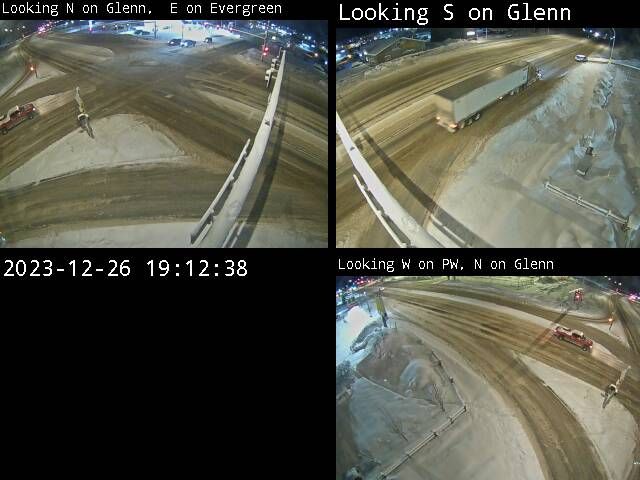 Looking N on Glenn,  E on Evergreen
Looking S on Glenn
2023-12-26 19:12:38
Looking W on PW, N on Glenn